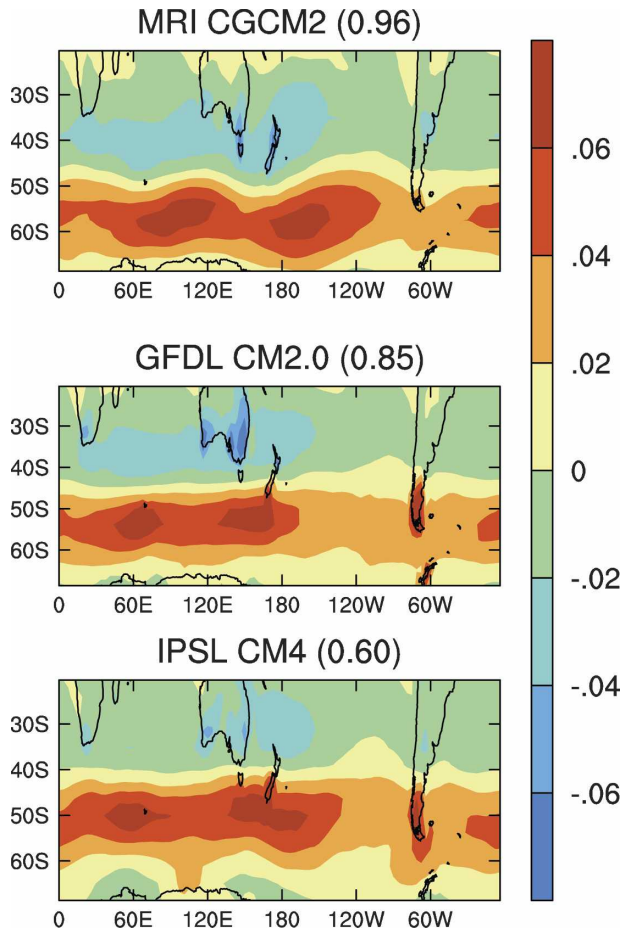 MRI CGCM2 (0.96)
30S
40S
50S
60S
0 60E 120E 180 120W 60W
GFDL CM2.0 (0.85)
30S
40S
50S
60S
0 60E 120E 180 120W 60W
IPSL CM4 (0.60)
30S
40S
50S
60S
0 60E 120E 180 120W 60W
.06
.04
.02
0
-.02
-.04
-.06